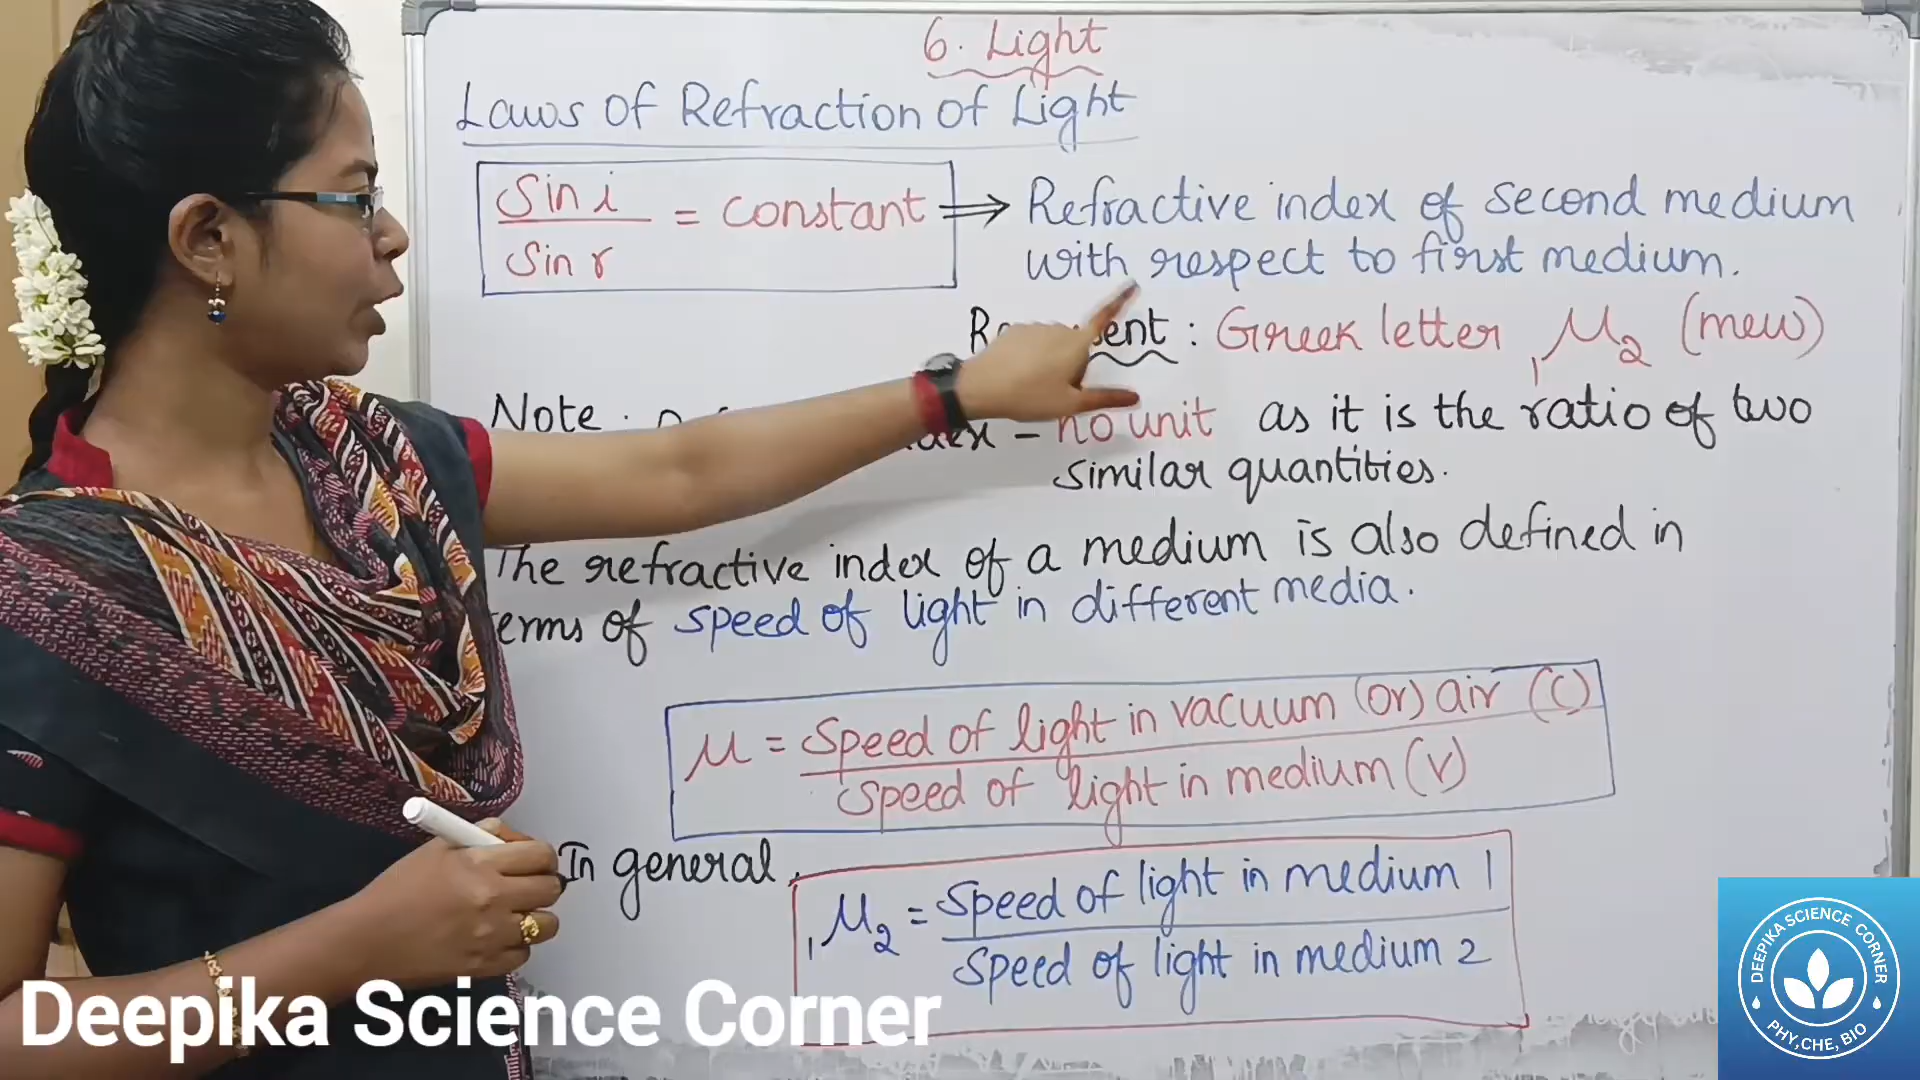 6. Light
Laws of Refraction of Light
Sin i
Sin r
= constant ⇒ Refractive index of second medium
with respect to first medium.
: Greek letter ₁μ₂ (mew)
Note : - no unit as it is the ratio of two
similar quantities.
The refractive index of a medium is also defined in
erms of speed of light in different media.
μ = Speed of light in vacuum (or) air (c)
Speed of light in medium (v)
In general,
₁μ₂ = Speed of light in medium 1
Speed of light in medium 2
Deepika Science Corner
DEEPIKA SCIENCE CORNER
PHY,CHE, BIO